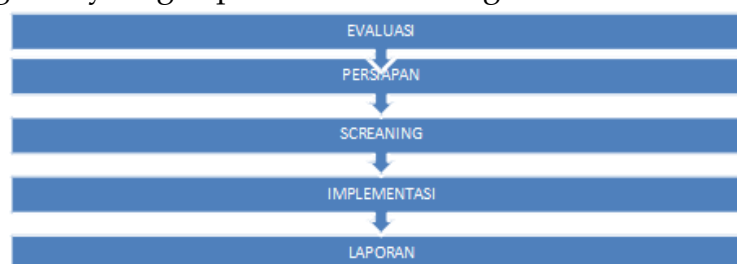 EVALUASI
PERSIAPAN
SCREANING
IMPLEMENTASI
LAPORAN